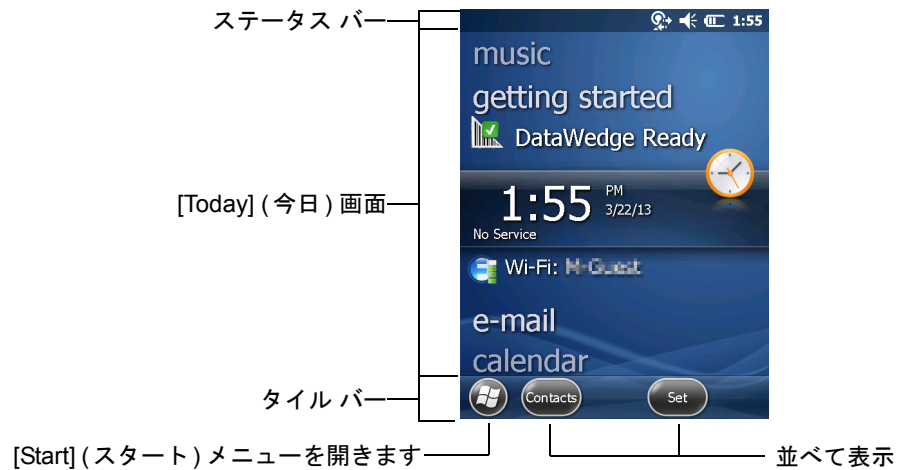 ステータス バー
1:55
music
getting started
DataWedge Ready
[Today] (今日) 画面
1:55 PM
3/22/13
No Service
Wi-Fi:
e-mail
calendar
タイル バー
Contacts
Set
[Start] (スタート) メニューを開きます
並べて表示